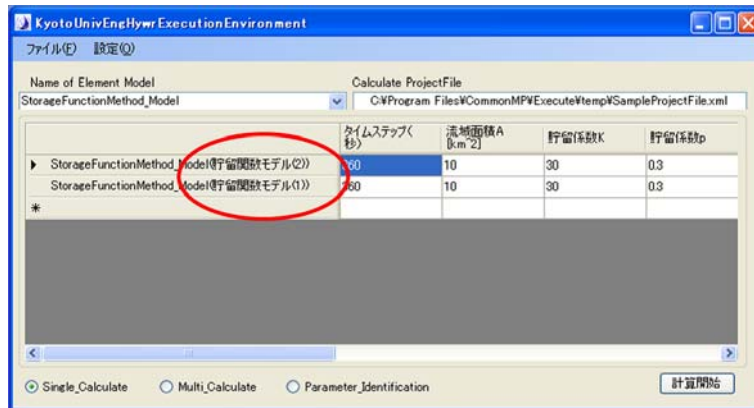 KyotoUnivEngHywrExecutionEnvironment
ファイル(F) 設定(O)
Name of Element Model Calculate ProjectFile
StorageFunctionMethod_Model C:¥Program Files¥CommonMP¥Execute¥temp¥SampleProjectFile.xml
タイムステップ(
秒) 流域面積A
[km^2] 貯留係数K 貯留係数p
StorageFunctionMethod_Model(貯留関数モデル(2)) 360 10 30 0.3
StorageFunctionMethod_Model(貯留関数モデル(1)) 360 10 30 0.3
*
Single_Calculate Multi_Calculate Parameter_Identification 計算開始